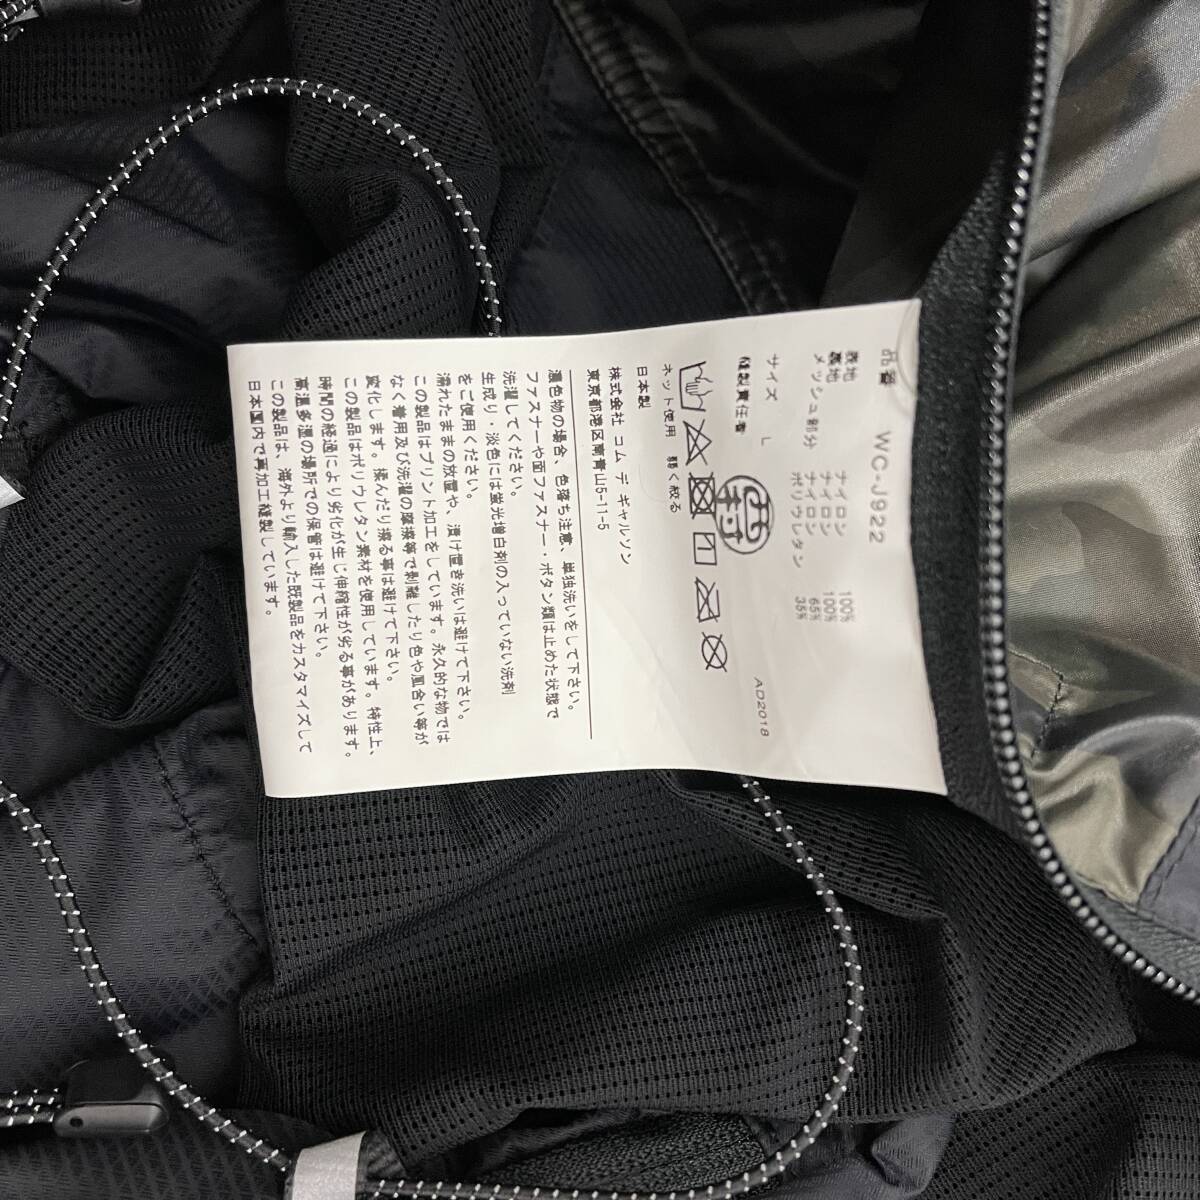 品番 WC-J922
表地 ナイロン 100%
裏地 ナイロン 100%
メッシュ部分 ナイロン 65%
ポリウレタン 35%
サイズ L
AD2018
縫製責任者
ネット使用 弱く絞る
日本製
株式会社 コム デ ギャルソン
東京都港区南青山5-11-5
濃色物の場合、色落ち注意、単独洗いをして下さい。
ファスナーや面ファスナー・ボタン類は止めた状態で
洗濯してください。
生成り・淡色には蛍光増白剤の入っていない洗剤
をご使用ください。
濡れたままの放置や、漬け置き洗いは避けて下さい。
この製品はプリント加工をしています。永久的な物では
なく着用及び洗濯の摩擦等で剥離したり色や風合い等が
変化します。揉んだり擦る事は避けて下さい。
この製品はポリウレタン素材を使用しています。特性上、
時間の経過により劣化が生じ伸縮性が劣る事があります。
高温多湿の場所での保管は避けて下さい。
この製品は、海外より輸入した既製品をカスタマイズして
日本国内で再加工縫製しています。